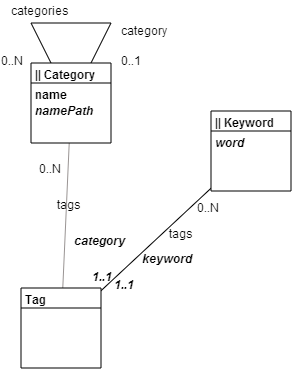 categories
category
0..N
0..1
|| Category
name
namePath
|| Keyword
word
0..N
tags
0..N
tags
category
keyword
1..1
1..1
Tag